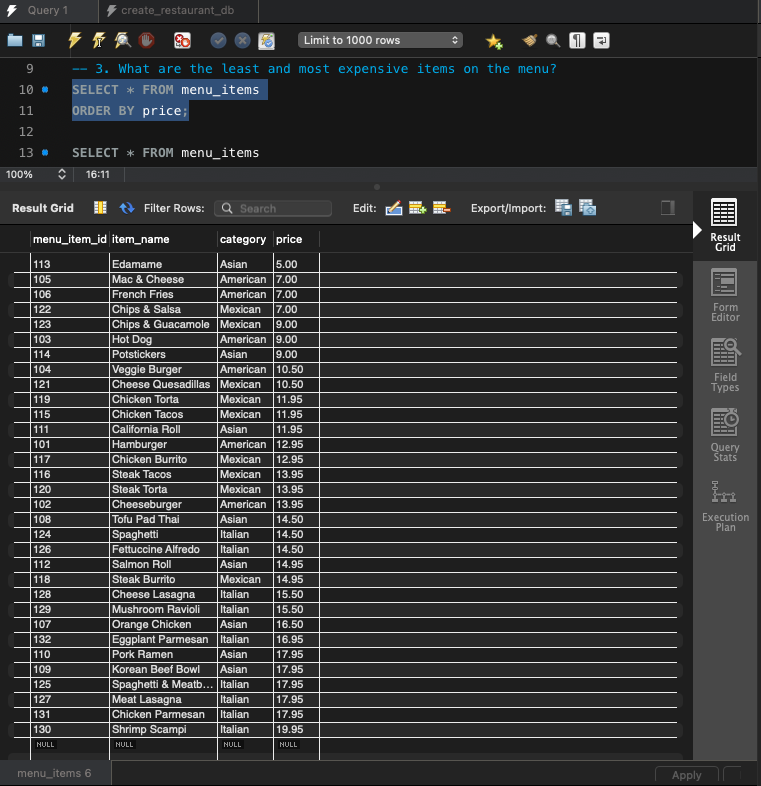 Query 1 create_restaurant_db
Limit to 1000 rows
9 -- 3. What are the least and most expensive items on the menu?
10 SELECT * FROM menu_items
11 ORDER BY price;
12
13 SELECT * FROM menu_items
100% 16:11
Result Grid Filter Rows: Search Edit: Export/Import:
menu_item_id item_name category price
113 Edamame Asian 5.00
105 Mac & Cheese American 7.00
106 French Fries American 7.00
122 Chips & Salsa Mexican 7.00
123 Chips & Guacamole Mexican 9.00
103 Hot Dog American 9.00
114 Potstickers Asian 9.00
104 Veggie Burger American 10.50
121 Cheese Quesadillas Mexican 10.50
119 Chicken Torta Mexican 11.95
115 Chicken Tacos Mexican 11.95
111 California Roll Asian 11.95
101 Hamburger American 12.95
117 Chicken Burrito Mexican 12.95
116 Steak Tacos Mexican 13.95
120 Steak Torta Mexican 13.95
102 Cheeseburger American 13.95
108 Tofu Pad Thai Asian 14.50
124 Spaghetti Italian 14.50
126 Fettuccine Alfredo Italian 14.50
112 Salmon Roll Asian 14.95
118 Steak Burrito Mexican 14.95
128 Cheese Lasagna Italian 15.50
129 Mushroom Ravioli Italian 15.50
107 Orange Chicken Asian 16.50
132 Eggplant Parmesan Italian 16.95
110 Pork Ramen Asian 17.95
109 Korean Beef Bowl Asian 17.95
125 Spaghetti & Meatb... Italian 17.95
127 Meat Lasagna Italian 17.95
131 Chicken Parmesan Italian 17.95
130 Shrimp Scampi Italian 19.95
NULL NULL NULL NULL
Result
Grid
Form
Editor
Field
Types
Query
Stats
Execution
Plan
menu_items 6 Apply